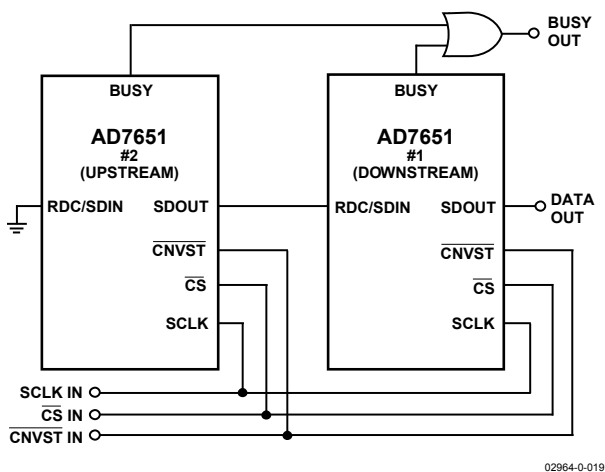 BUSY
OUT
BUSY
BUSY
AD7651
#2
(UPSTREAM)
AD7651
#1
(DOWNSTREAM)
RDC/SDIN
SDOUT
RDC/SDIN
SDOUT
DATA
OUT
CNVST
CNVST
CS
CS
SCLK
SCLK
SCLK IN
CS IN
CNVST IN
02964-0-019